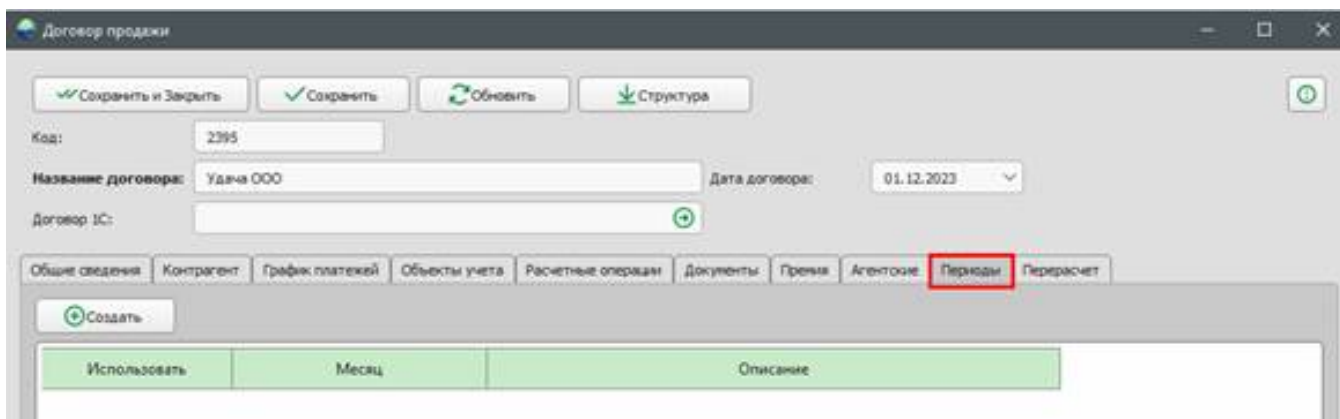 Договор продажи
Сохранить и Закрыть Сохранить Обновить Структура
Код: 2395
Название договора: Удача ООО Дата договора: 01.12.2023
Договор 1С:
Общие сведения Контрагент График платежей Объекты учета Расчетные операции Документы Премия Агентские Периоды Перерасчет
Создать
Использовать Месяц Описание